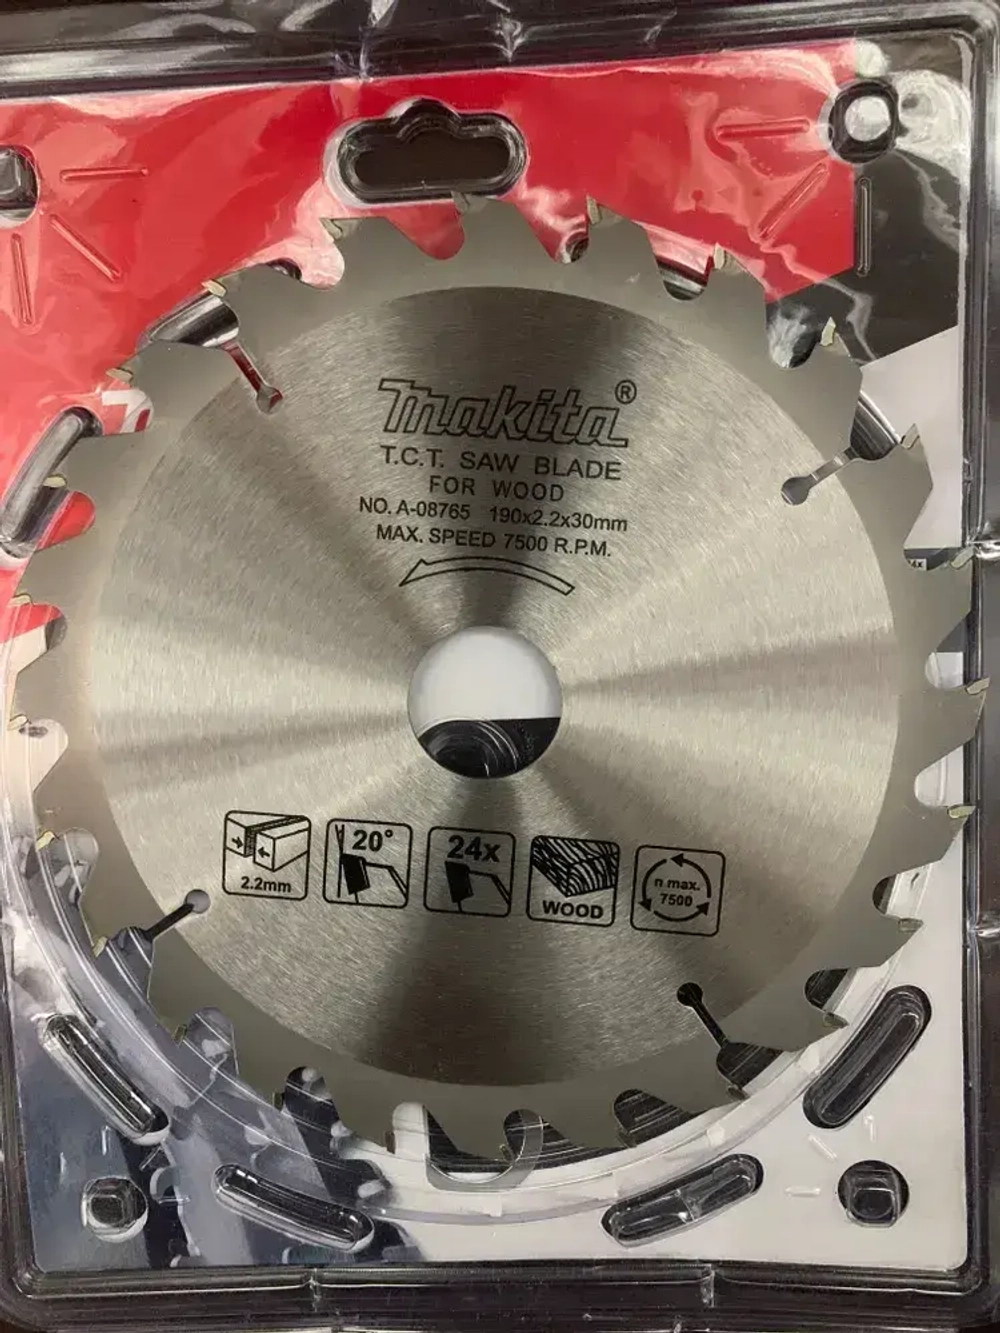 makita®
T.C.T. SAW BLADE
FOR WOOD
NO. A-08765 190x2.2x30mm
MAX. SPEED 7500 R.P.M.
2.2mm
20°
24x
WOOD
n max.
7500